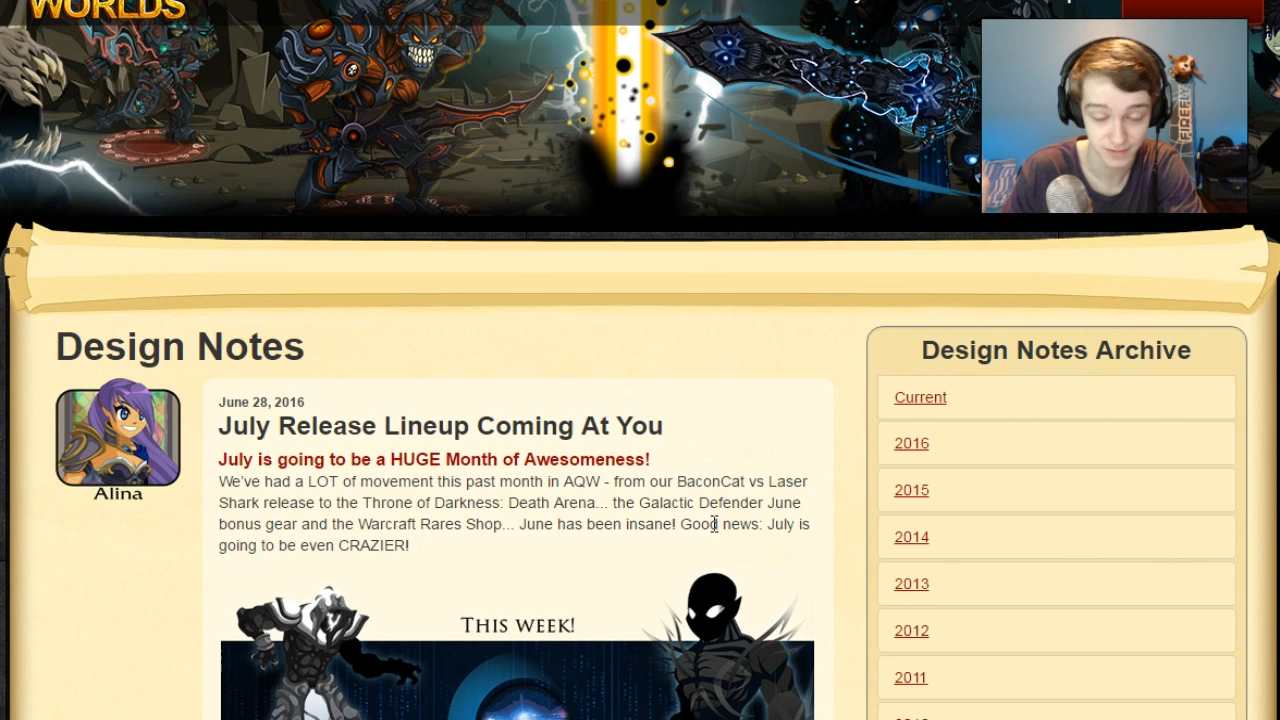 WORLDS
FIREFLY
Design Notes
Design Notes Archive
Alina
June 28, 2016
July Release Lineup Coming At You
July is going to be a HUGE Month of Awesomeness!
We've had a LOT of movement this past month in AQW - from our BaconCat vs Laser
Shark release to the Throne of Darkness: Death Arena... the Galactic Defender June
bonus gear and the Warcraft Rares Shop... June has been insane! Good news: July is
going to be even CRAZIER!
THIS WEEK!
Current
2016
2015
2014
2013
2012
2011